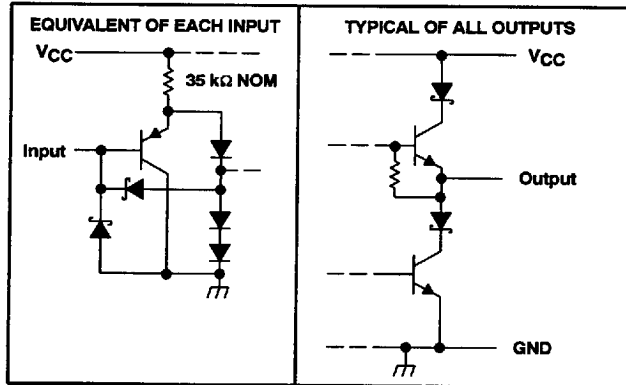 EQUIVALENT OF EACH INPUT
VCC
35 kΩ NOM
Input
TYPICAL OF ALL OUTPUTS
VCC
Output
GND